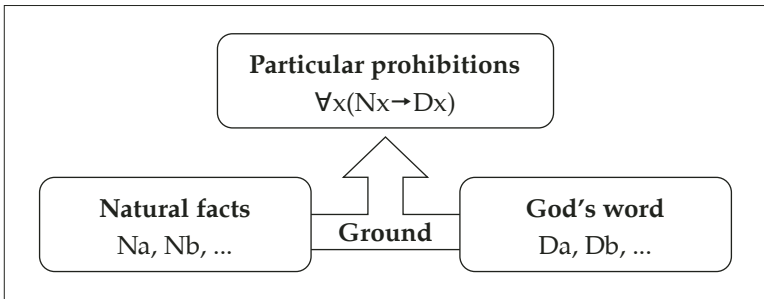 Particular prohibitions
∀x(Nx→Dx)
Natural facts
Na, Nb, ...
Ground
God's word
Da, Db, ...